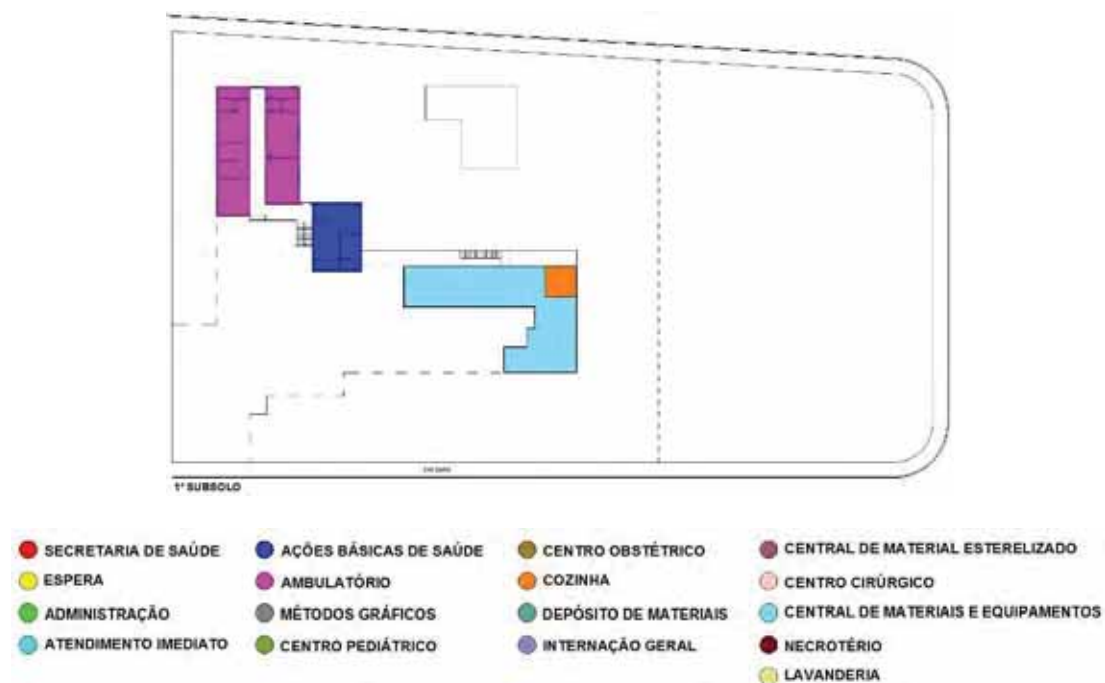 1° SUBSOLO
SECRETARIA DE SAÚDE
ESPERA
ADMINISTRAÇÃO
ATENDIMENTO IMEDIATO
AÇÕES BÁSICAS DE SAÚDE
AMBULATÓRIO
MÉTODOS GRÁFICOS
CENTRO PEDIÁTRICO
CENTRO OBSTÉTRICO
COZINHA
DEPÓSITO DE MATERIAIS
INTERNAÇÃO GERAL
CENTRAL DE MATERIAL ESTERELIZADO
CENTRO CIRÚRGICO
CENTRAL DE MATERIAIS E EQUIPAMENTOS
NECROTÉRIO
LAVANDERIA